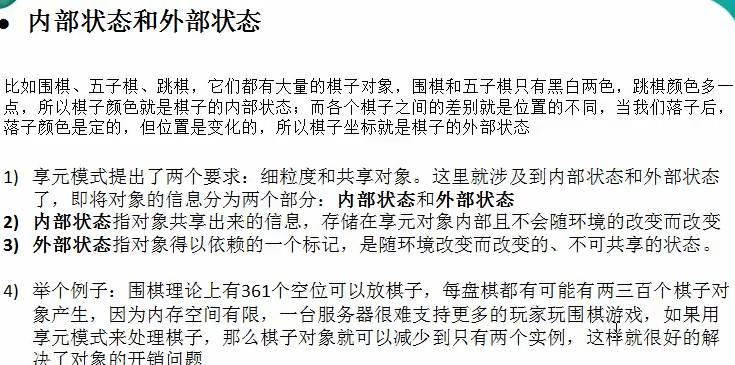 ● 内部状态和外部状态
比如围棋、五子棋、跳棋，它们都有大量的棋子对象，围棋和五子棋只有黑白两色，跳棋颜色多一
点，所以棋子颜色就是棋子的内部状态；而各个棋子之间的差别就是位置的不同，当我们落子后，
落子颜色是定的，但位置是变化的，所以棋子坐标就是棋子的外部状态
1) 享元模式提出了两个要求：细粒度和共享对象。这里就涉及到内部状态和外部状态
了，即将对象的信息分为两个部分：内部状态和外部状态
2) 内部状态指对象共享出来的信息，存储在享元对象内部且不会随环境的改变而改变
3) 外部状态指对象得以依赖的一个标记，是随环境改变而改变的、不可共享的状态。
4) 举个例子：围棋理论上有361个空位可以放棋子，每盘棋都有可能有两三百个棋子对
象产生，因为内存空间有限，一台服务器很难支持更多的玩家玩围棋游戏，如果用
享元模式来处理棋子，那么棋子对象就可以减少到只有两个实例，这样就很好的解
决了对象的开销问题